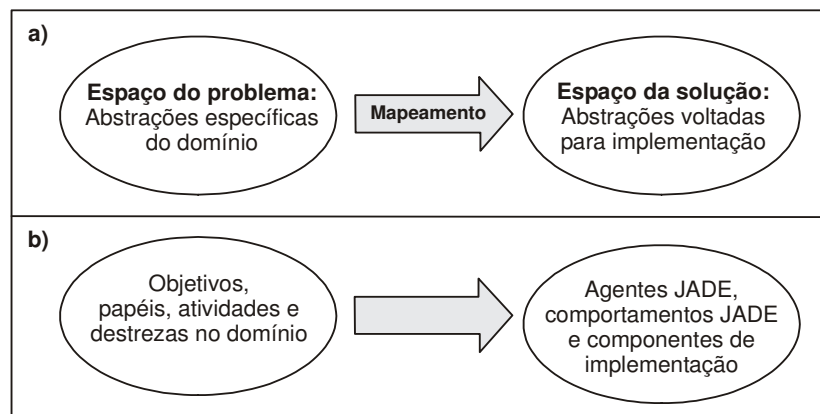 a)
Espaço do problema:
Abstrações específicas
do domínio
Mapeamento
Espaço da solução:
Abstrações voltadas
para implementação
b)
Objetivos,
papéis, atividades e
destrezas no domínio
Agentes JADE,
comportamentos JADE
e componentes de
implementação